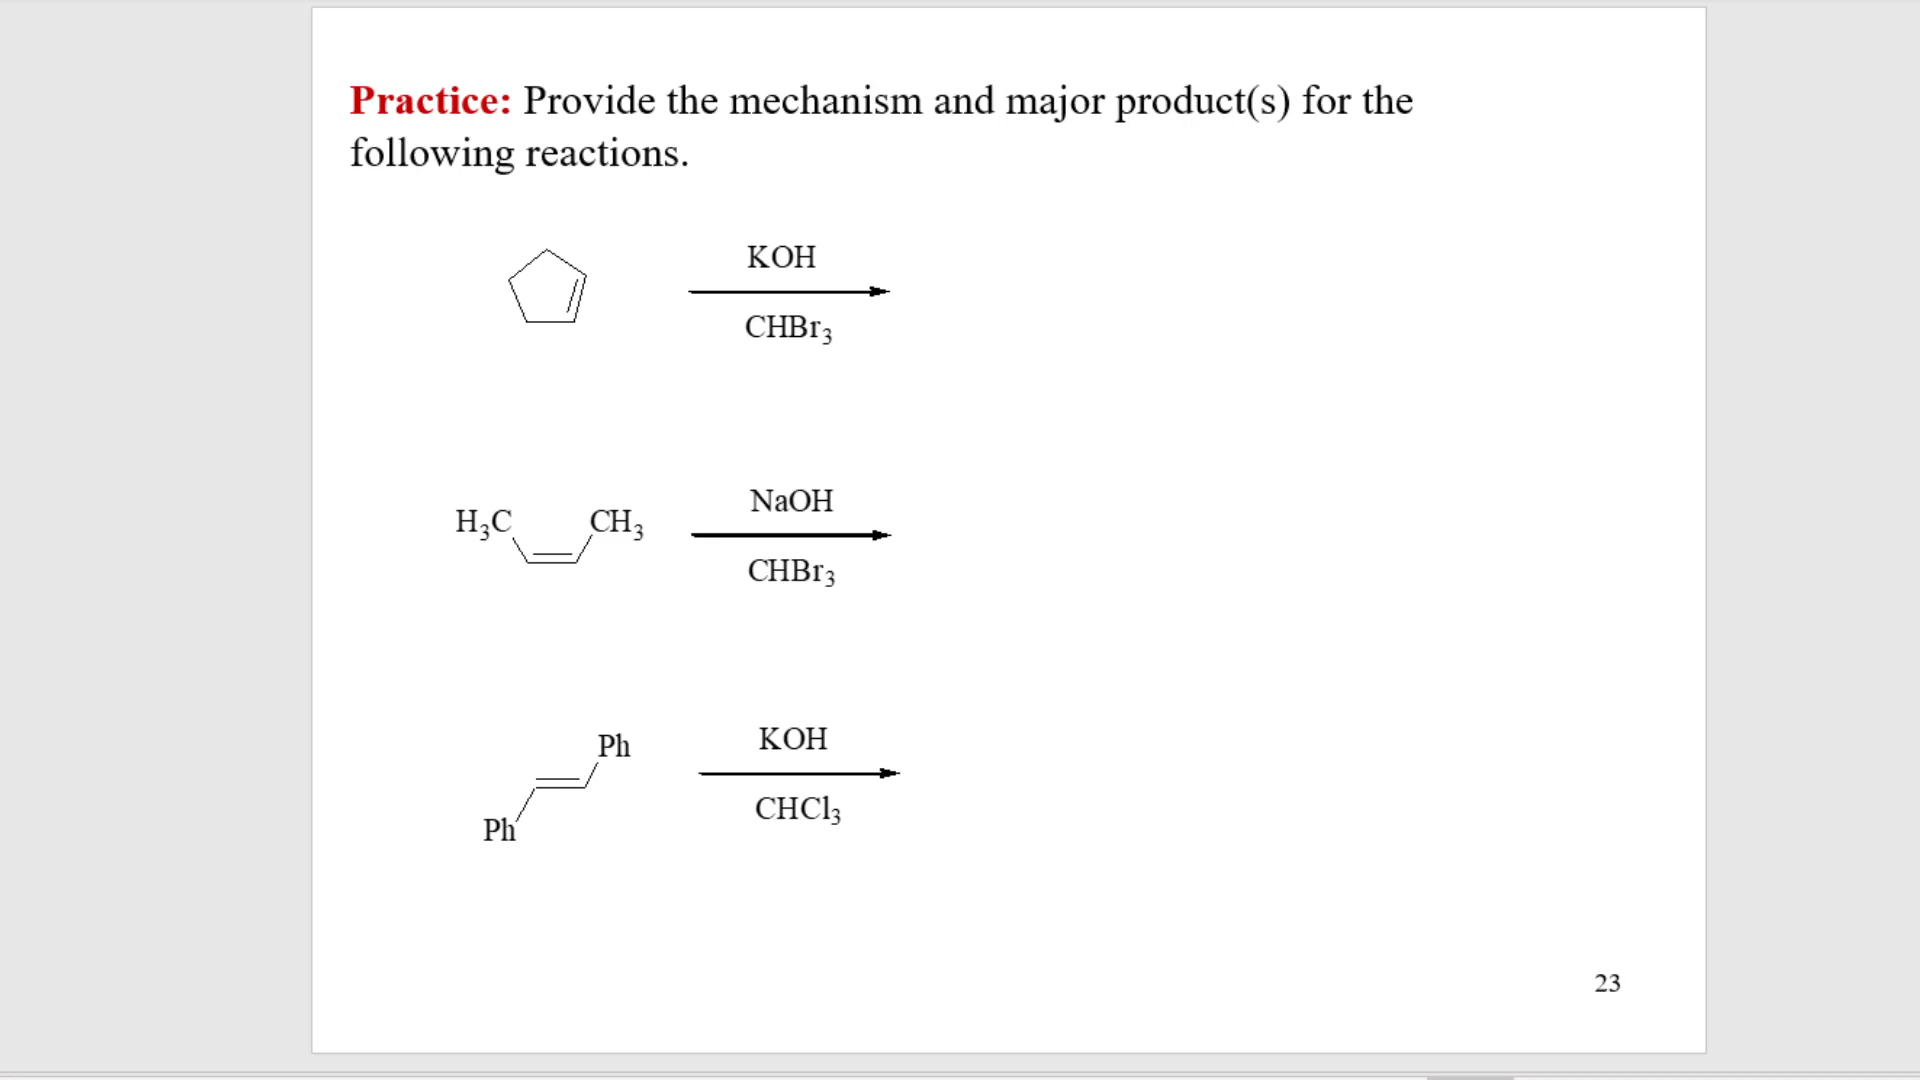 Practice: Provide the mechanism and major product(s) for the
following reactions.
KOH
CHBr₃
NaOH
H₃C CH₃
CHBr₃
KOH
Ph
CHCl₃
Ph
23